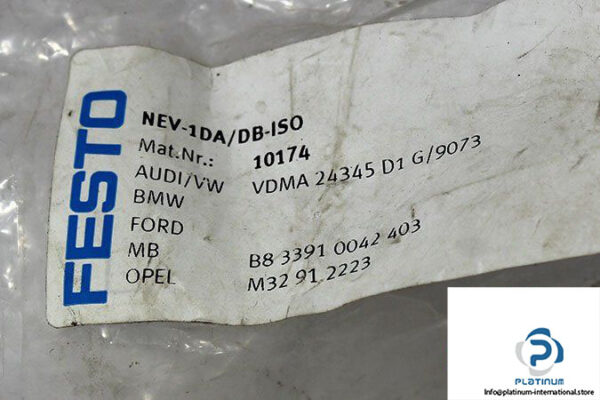 FESTO
NEV-1DA/DB-ISO
Mat.Nr.: 10174
AUDI/VW VDMA 24345 D1 G/9073
BMW
FORD
MB B8 3391 0042 403
OPEL M32 91 2223
PLATINUM
info@platinum-international.store